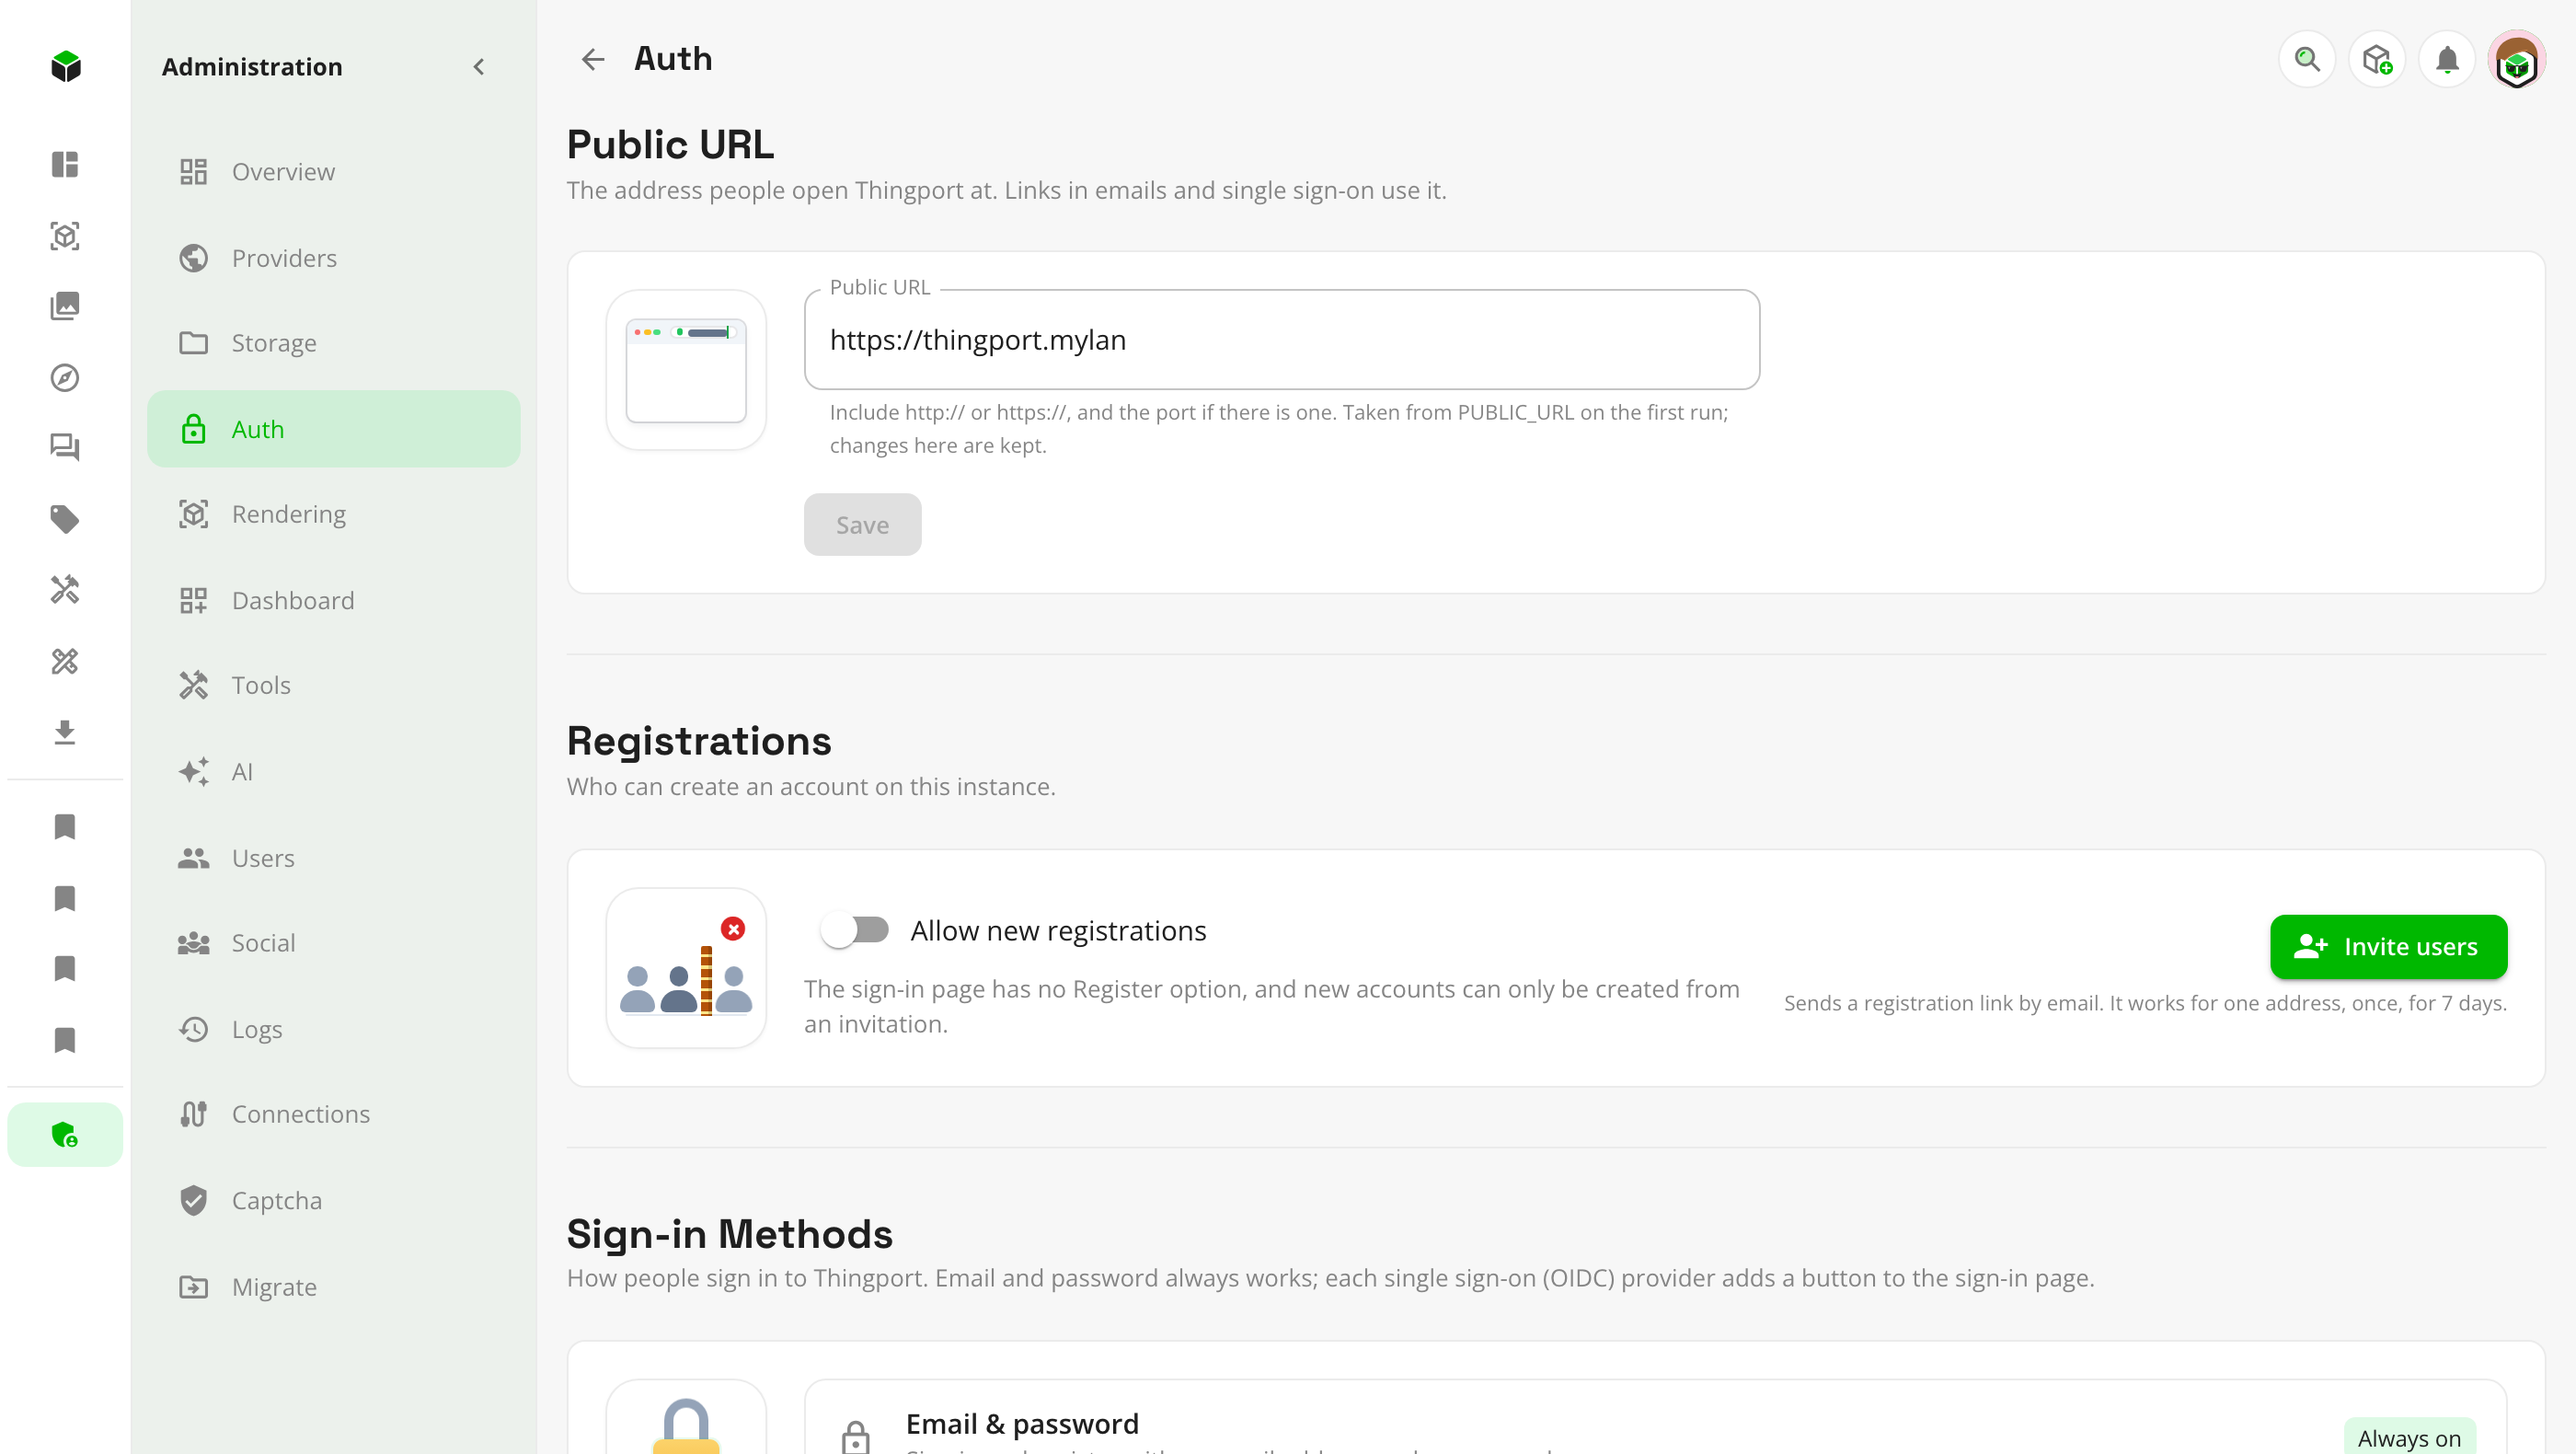 Administration
Overview
Providers
Storage
Auth
Rendering
Dashboard
Tools
AI
Users
Social
Logs
Connections
Captcha
Migrate
Auth
Public URL
The address people open Thingport at. Links in emails and single sign-on use it.
Public URL
https://thingport.mylan
Include http:// or https://, and the port if there is one. Taken from PUBLIC_URL on the first run;
changes here are kept.
Save
Registrations
Who can create an account on this instance.
Allow new registrations
The sign-in page has no Register option, and new accounts can only be created from
an invitation.
Invite users
Sends a registration link by email. It works for one address, once, for 7 days.
Sign-in Methods
How people sign in to Thingport. Email and password always works; each single sign-on (OIDC) provider adds a button to the sign-in page.
Email & password
Always on